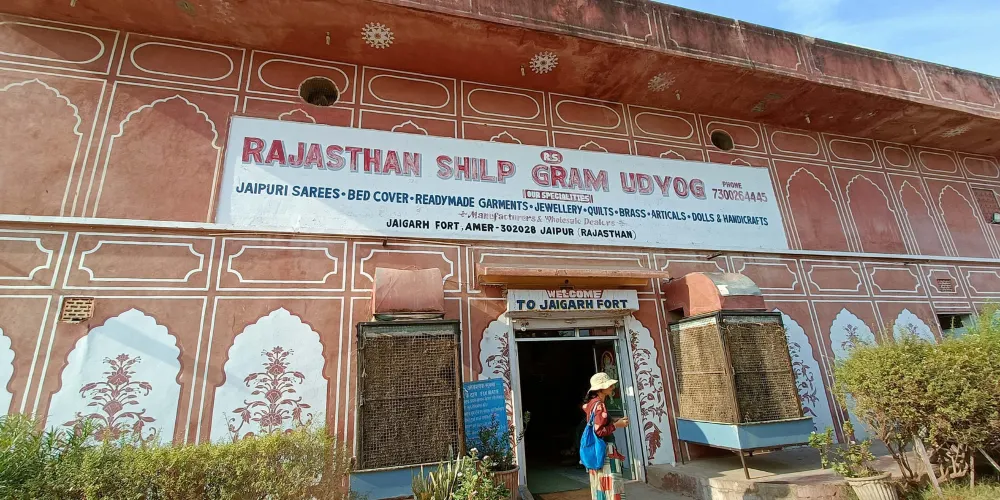 R.S.
RAJASTHAN SHILP GRAM UDYOG
OUR SPECIALITIES
PHONE
7300264445
JAIPURI SAREES • BED COVER • READYMADE GARMENTS • JEWELLERY • QUILTS • BRASS • ARTICALS • DOLLS & HANDICRAFTS
Manufacturers & Wholesale Dealers
JAIGARH FORT, AMER-302028 JAIPUR (RAJASTHAN)
WELCOME
TO JAIGARH FORT